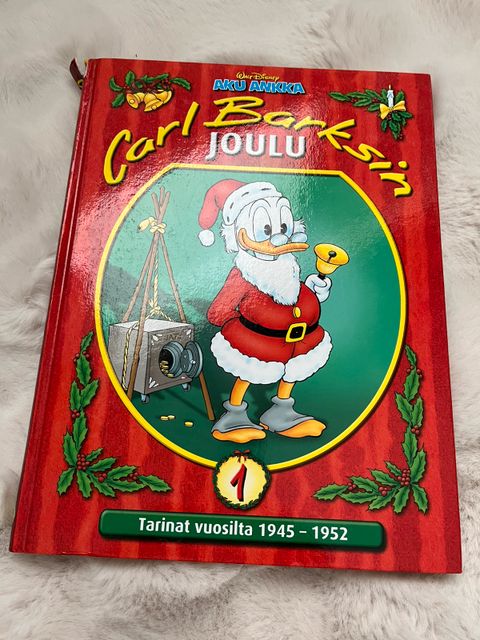 Walt Disney
AKU ANKKA
Carl Barksin
JOULU
1
Tarinat vuosilta 1945 – 1952